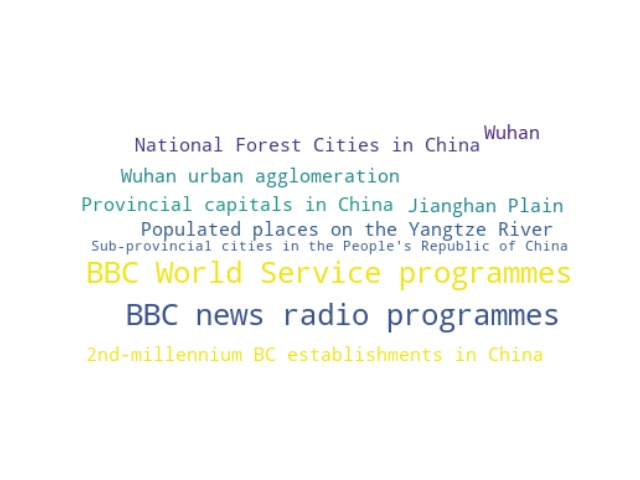 Wuhan
National Forest Cities in China
Wuhan urban agglomeration
Provincial capitals in China
Jianghan Plain
Populated places on the Yangtze River
Sub-provincial cities in the People's Republic of China
BBC World Service programmes
BBC news radio programmes
2nd-millennium BC establishments in China